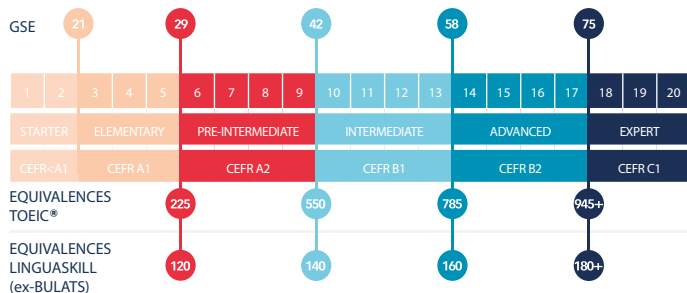 GSE 21 29 42 58 75
1 2 3 4 5 6 7 8 9 10 11 12 13 14 15 16 17 18 19 20
STARTER ELEMENTARY PRE-INTERMEDIATE INTERMEDIATE ADVANCED EXPERT
CEFR<A1 CEFR A1 CEFR A2 CEFR B1 CEFR B2 CEFR C1
EQUIVALENCES
TOEIC® 225 550 785 945+
EQUIVALENCES
LINGUASKILL 120 140 160 180+
(ex-BULATS)